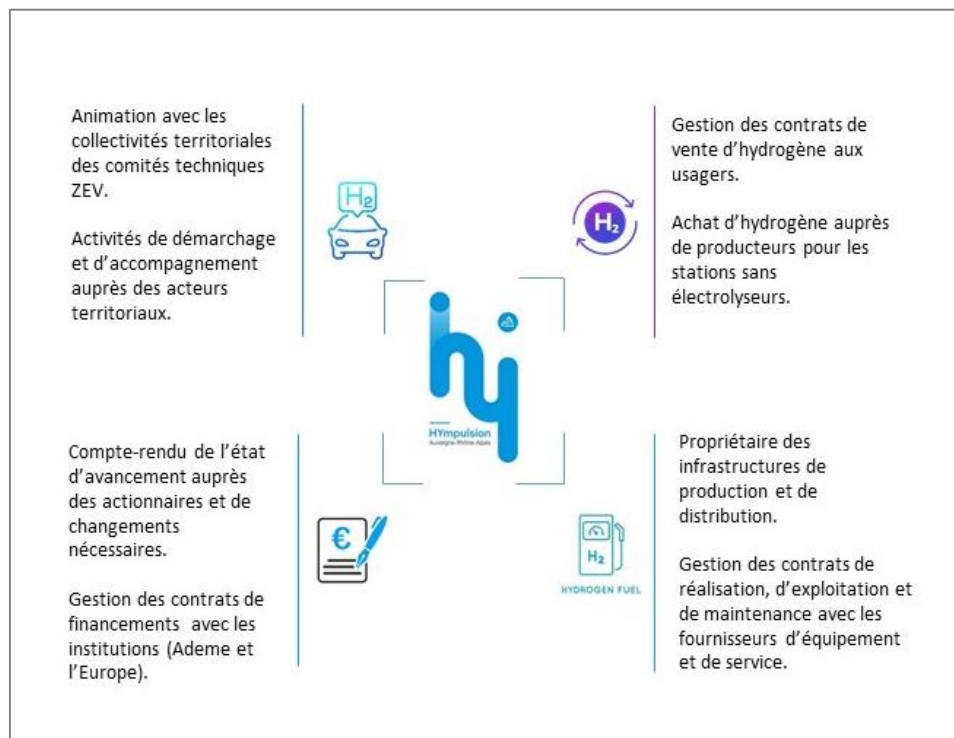 Animation avec les
collectivités territoriales
des comités techniques
ZEV.
Activités de démarchage
et d’accompagnement
auprès des acteurs
territoriaux.
H2
Gestion des contrats de
vente d’hydrogène aux
usagers.
Achat d’hydrogène auprès
de producteurs pour les
stations sans
électrolyseurs.
H2
hy
HYmpulsion
Auvergne-Rhône-Alpes
Compte-rendu de l’état
d’avancement auprès
des actionnaires et de
changements
nécessaires.
Gestion des contrats de
financements avec les
institutions (Ademe et
l’Europe).
€
Propriétaire des
infrastructures de
production et de
distribution.
Gestion des contrats de
réalisation, d’exploitation et
de maintenance avec les
fournisseurs d’équipement
et de service.
H2
HYDROGEN FUEL